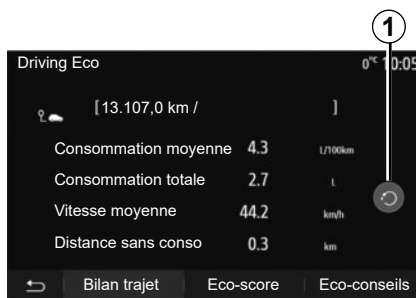 1
Driving Eco 0°C 10:05
[ 13.107,0 km / ]
Consommation moyenne 4.3 L/100km
Consommation totale 2.7 L
Vitesse moyenne 44.2 km/h
Distance sans conso 0.3 km
Bilan trajet Eco-score Eco-conseils